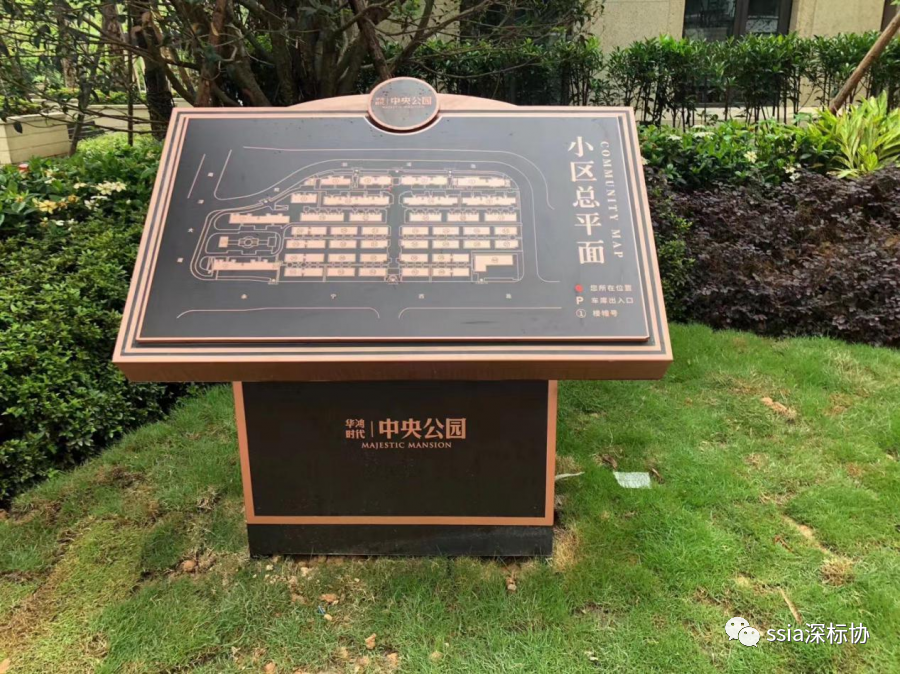 中央公园
小区总平面
COMMUNITY MAP
您所在位置
P 车库出入口
① 楼幢号
华鸿
时代
中央公园
MAJESTIC MANSION
ssia深标协